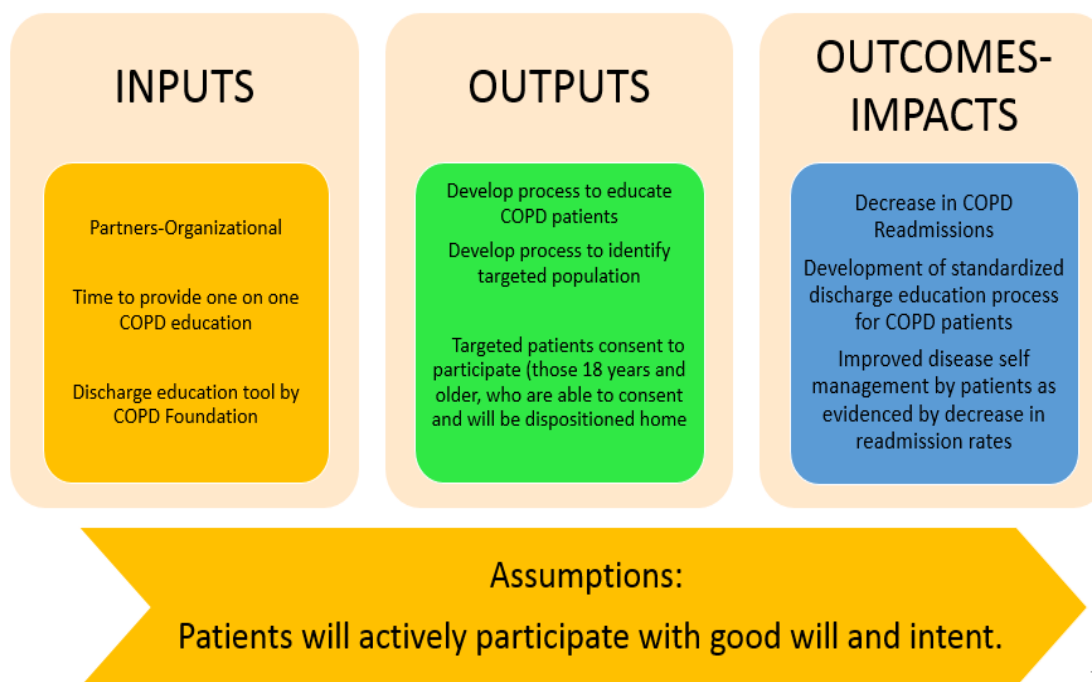 INPUTS
Partners-Organizational
Time to provide one on one
COPD education
Discharge education tool by
COPD Foundation
OUTPUTS
Develop process to educate
COPD patients
Develop process to identify
targeted population
Targeted patients consent to
participate (those 18 years and
older, who are able to consent
and will be dispositioned home
OUTCOMES-
IMPACTS
Decrease in COPD
Readmissions
Development of standardized
discharge education process
for COPD patients
Improved disease self
management by patients as
evidenced by decrease in
readmission rates
Assumptions:
Patients will actively participate with good will and intent.